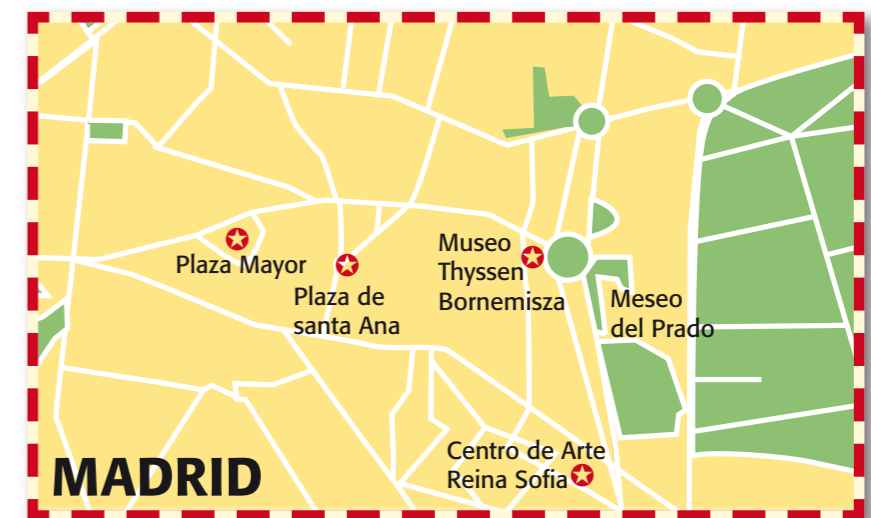 Plaza Mayor
Plaza de
santa Ana
Museo
Thyssen
Bornemisza
Meseo
del Prado
Centro de Arte
Reina Sofia
MADRID